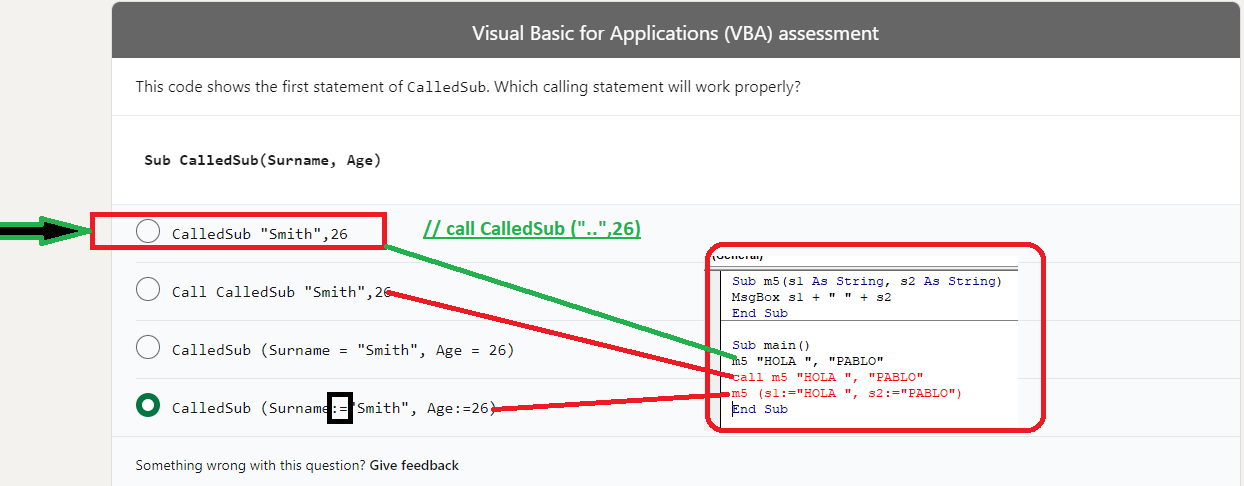 Visual Basic for Applications (VBA) assessment
This code shows the first statement of CalledSub. Which calling statement will work properly?
Sub CalledSub(Surname, Age)
CalledSub "Smith",26
// call CalledSub ("..",26)
Call CalledSub "Smith",26
CalledSub (Surname = "Smith", Age = 26)
CalledSub (Surname:="Smith", Age:=26)
(General)
Sub m5(s1 As String, s2 As String)
MsgBox s1 + " " + s2
End Sub
Sub main()
m5 "HOLA ", "PABLO"
call m5 "HOLA ", "PABLO"
m5 (s1:="HOLA ", s2:="PABLO")
End Sub
Something wrong with this question? Give feedback